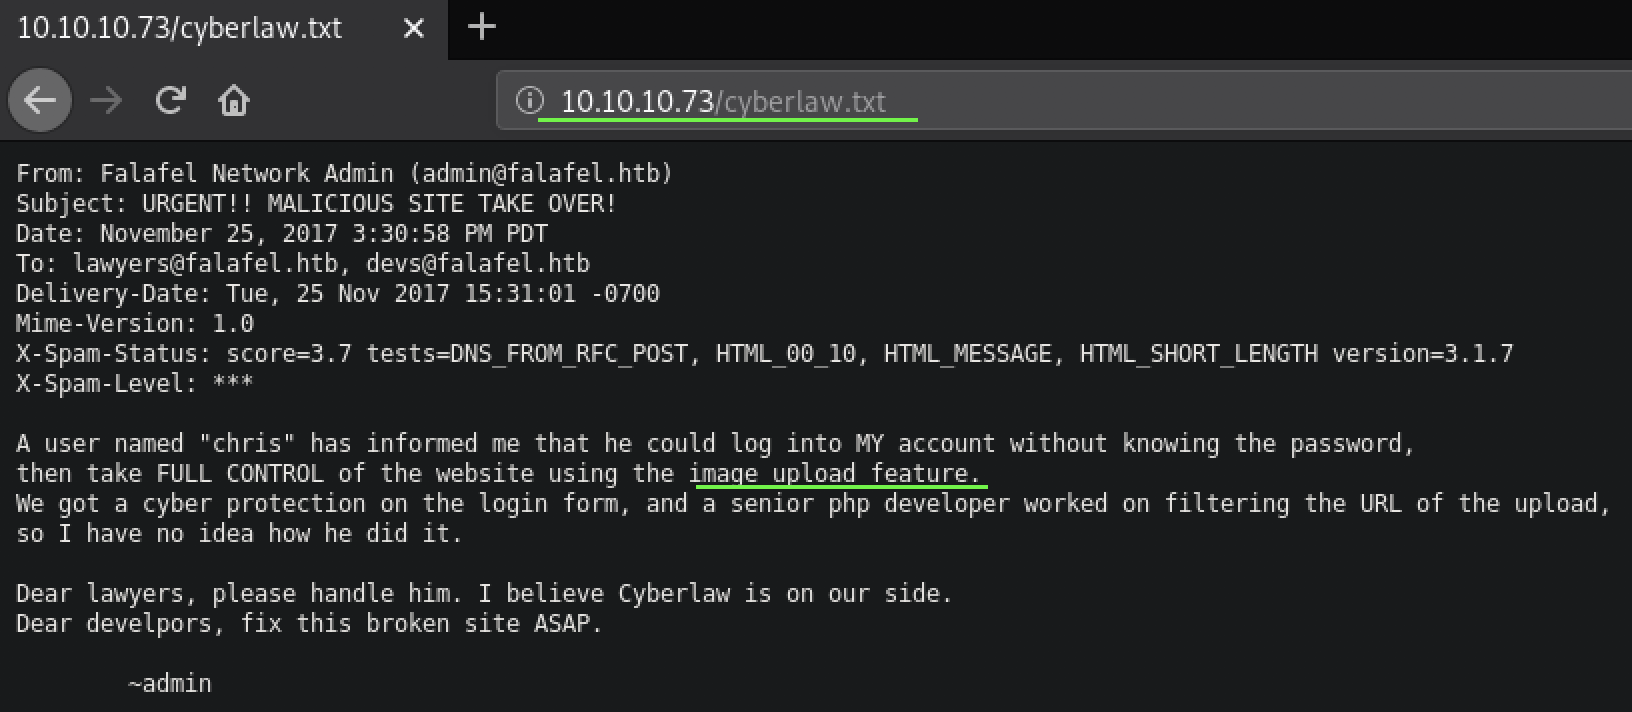 10.10.10.73/cyberlaw.txt
10.10.10.73/cyberlaw.txt
From: Falafel Network Admin (admin@falafel.htb)
Subject: URGENT!! MALICIOUS SITE TAKE OVER!
Date: November 25, 2017 3:30:58 PM PDT
To: lawyers@falafel.htb, devs@falafel.htb
Delivery-Date: Tue, 25 Nov 2017 15:31:01 -0700
Mime-Version: 1.0
X-Spam-Status: score=3.7 tests=DNS_FROM_RFC_POST, HTML_00_10, HTML_MESSAGE, HTML_SHORT_LENGTH version=3.1.7
X-Spam-Level: ***
A user named "chris" has informed me that he could log into MY account without knowing the password,
then take FULL CONTROL of the website using the image upload feature.
We got a cyber protection on the login form, and a senior php developer worked on filtering the URL of the upload,
so I have no idea how he did it.
Dear lawyers, please handle him. I believe Cyberlaw is on our side.
Dear develpors, fix this broken site ASAP.
~admin